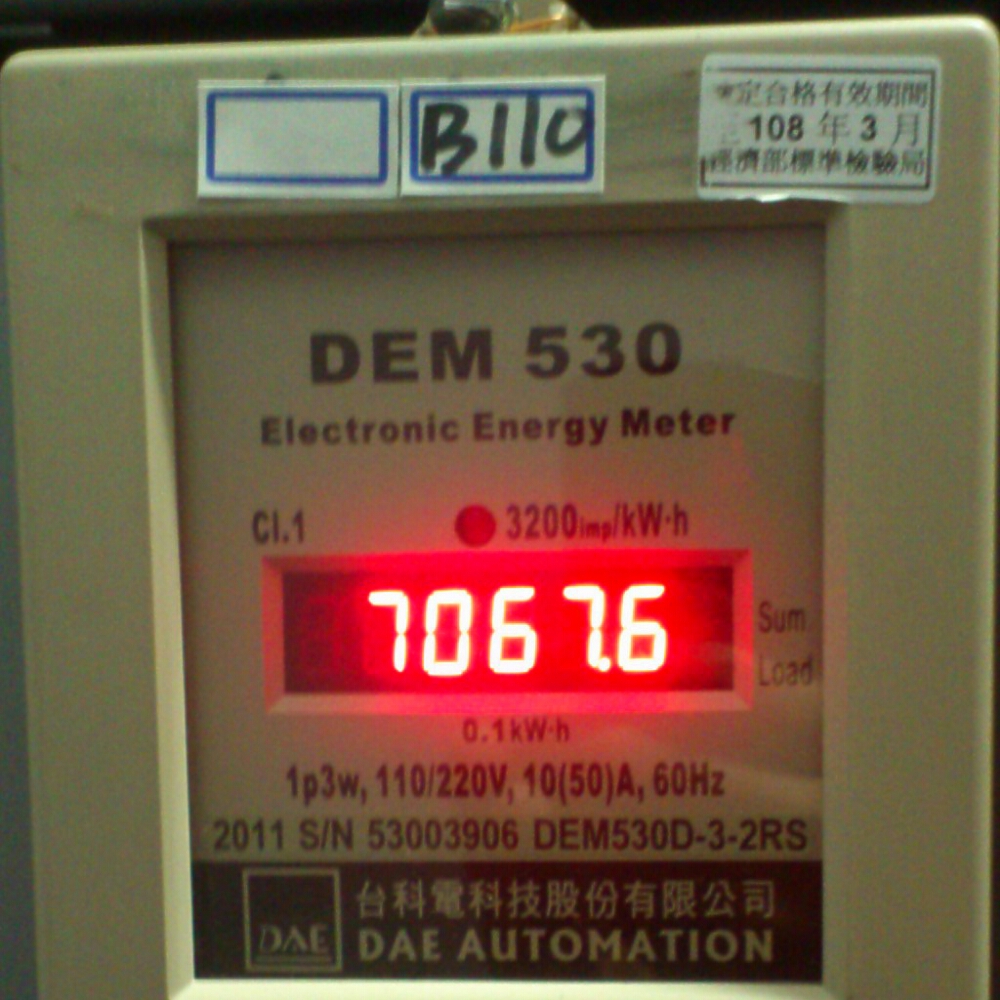 B110
定合格有效期間
108 年 3 月
經濟部標準檢驗局
DEM 530
Electronic Energy Meter
Cl.1
3200imp/kW·h
7067.6
Sum
Load
0.1kW·h
1p3w, 110/220V, 10(50)A, 60Hz
2011 S/N 53003906 DEM530D-3-2RS
DAE
台科電科技股份有限公司
DAE AUTOMATION